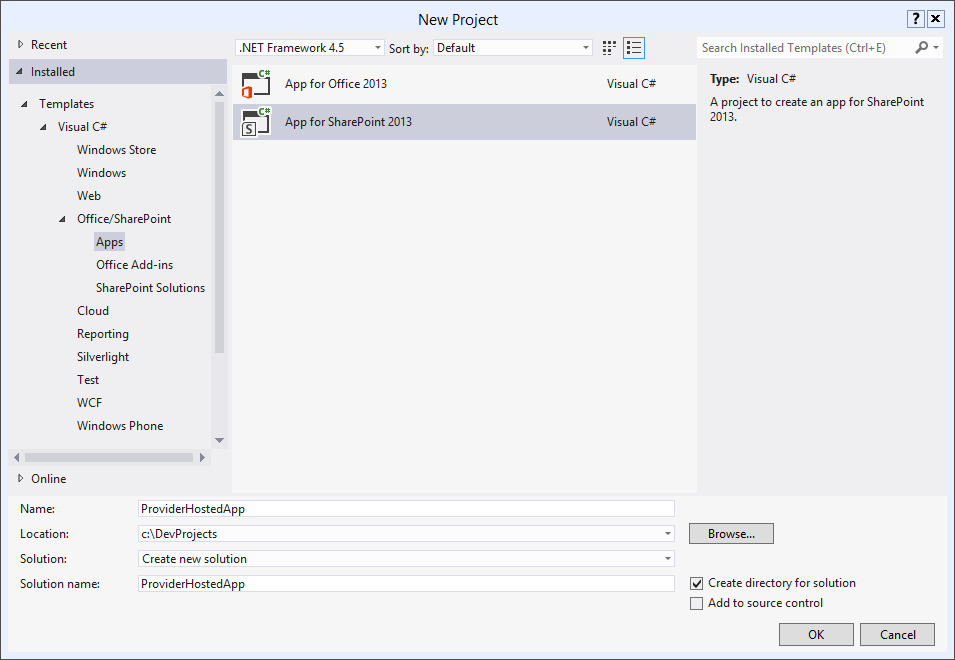 New Project
? X
Recent
Installed
Templates
Visual C#
Windows Store
Windows
Web
Office/SharePoint
Apps
Office Add-ins
SharePoint Solutions
Cloud
Reporting
Silverlight
Test
WCF
Windows Phone
Online
.NET Framework 4.5 Sort by: Default
C# App for Office 2013 Visual C#
C# S App for SharePoint 2013 Visual C#
Search Installed Templates (Ctrl+E)
Type: Visual C#
A project to create an app for SharePoint
2013.
Name: ProviderHostedApp
Location: c:\DevProjects Browse...
Solution: Create new solution
Solution name: ProviderHostedApp
Create directory for solution
Add to source control
OK Cancel